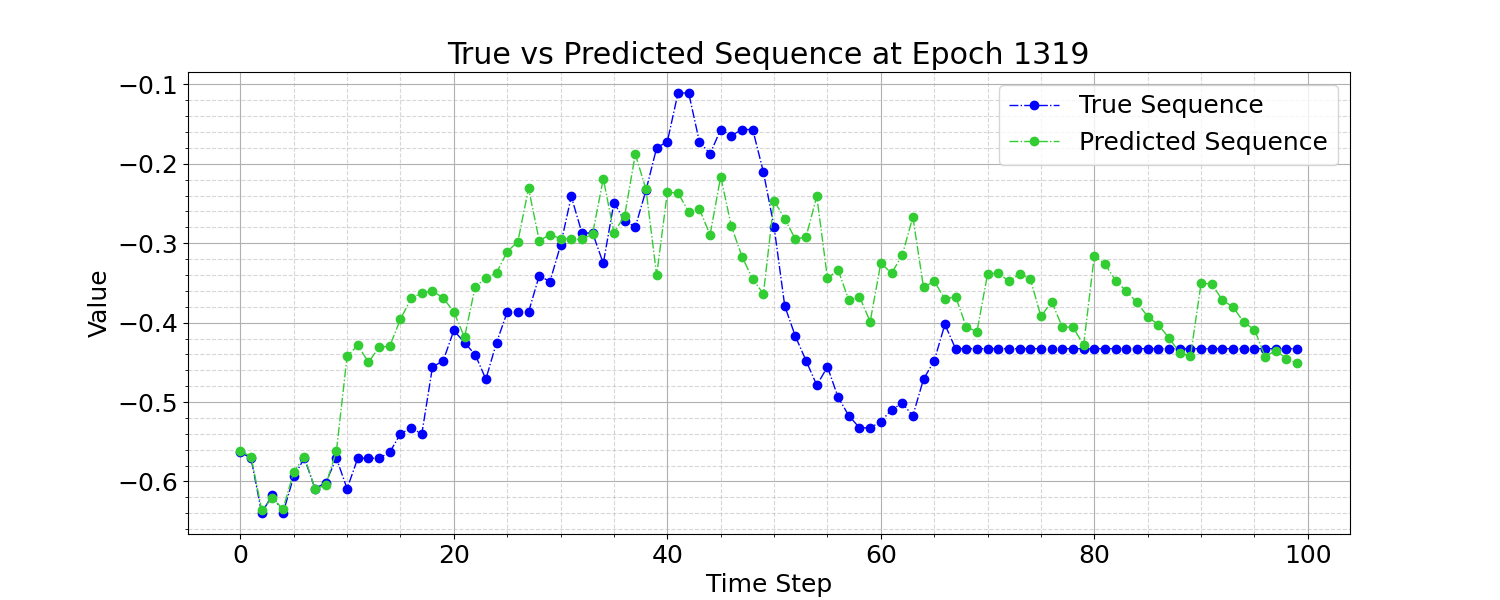 True vs Predicted Sequence at Epoch 1319
True Sequence
Predicted Sequence
−0.1
−0.2
−0.3
−0.4
−0.5
−0.6
Value
0 20 40 60 80 100
Time Step